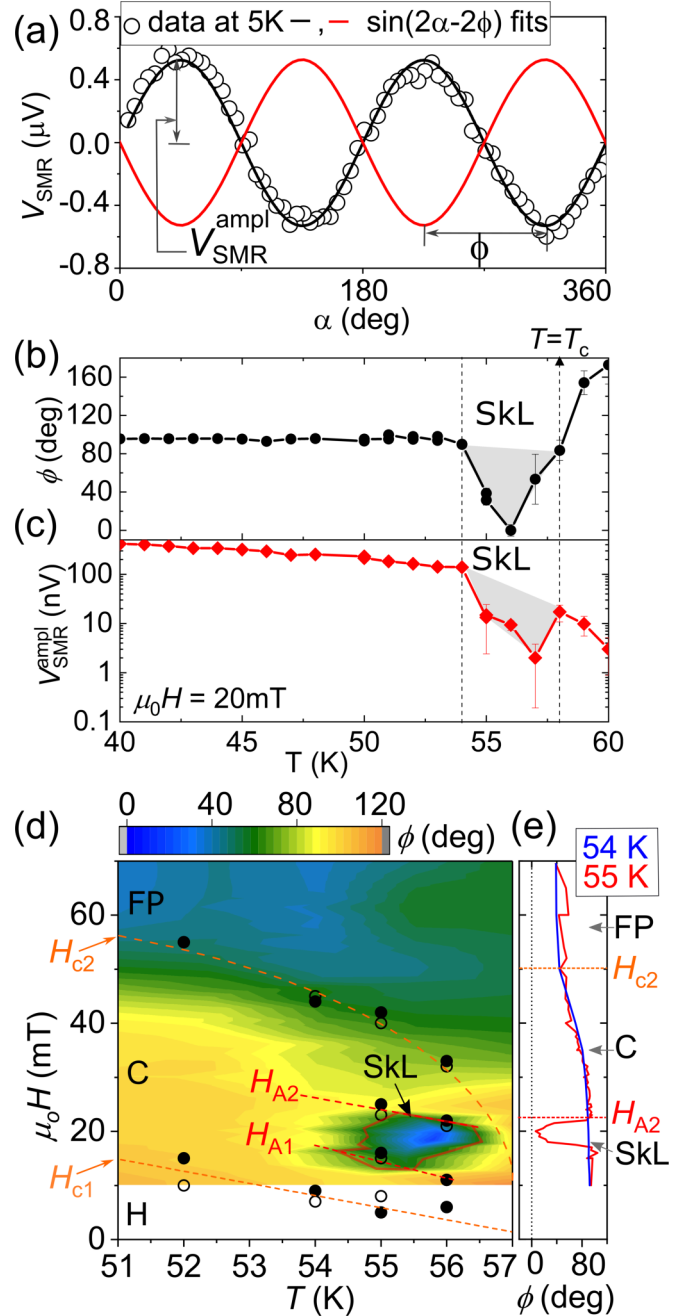 (a)
data at 5K — , — sin(2α-2ϕ) fits
V_SMR (μV)
0.8
0.4
0.0
-0.4
-0.8
V_SMR^ampl
Φ
0
180
360
α (deg)
(b)
T=T_c
ϕ (deg)
160
120
80
40
0
SkL
(c)
V_SMR^ampl (nV)
100
10
1
0.1
SkL
μ₀H = 20mT
40
45
50
55
60
T (K)
(d)
0
40
80
120
ϕ (deg)
μ₀H (mT)
60
40
20
0
FP
H_c2
C
SkL
H_A2
H_A1
H_c1
H
51
52
53
54
55
56
57
T (K)
(e)
54 K
55 K
FP
H_c2
C
H_A2
SkL
0
80
ϕ (deg)